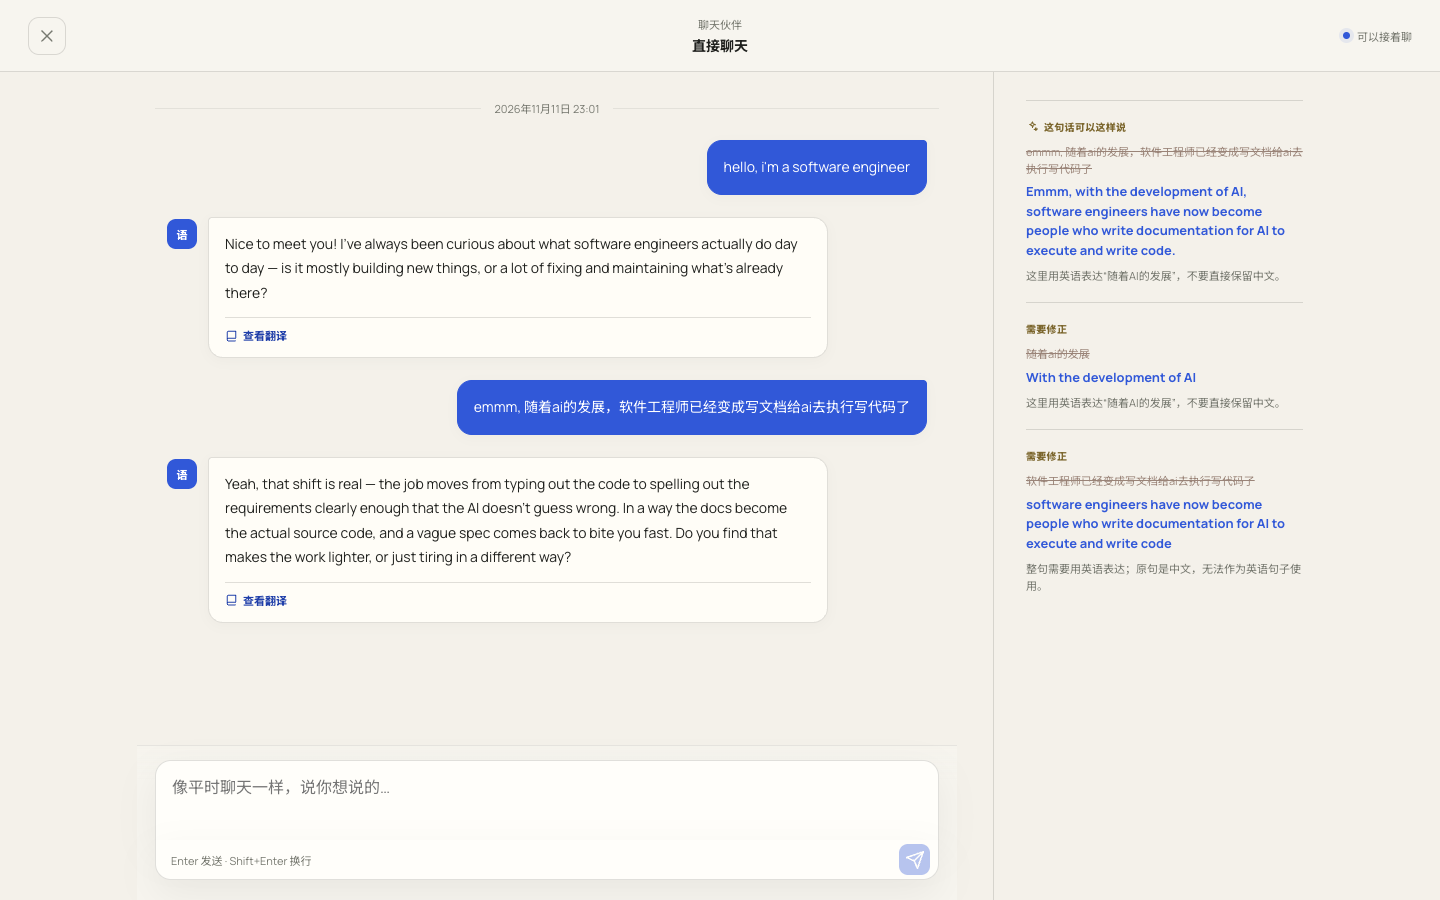 聊天伙伴
直接聊天
可以接着聊
2026年11月11日 23:01
hello, i'm a software engineer
语
Nice to meet you! I've always been curious about what software engineers actually do day
to day — is it mostly building new things, or a lot of fixing and maintaining what's already
there?
查看翻译
emmm, 随着ai的发展，软件工程师已经变成写文档给ai去执行写代码了
语
Yeah, that shift is real — the job moves from typing out the code to spelling out the
requirements clearly enough that the AI doesn't guess wrong. In a way the docs become
the actual source code, and a vague spec comes back to bite you fast. Do you find that
makes the work lighter, or just tiring in a different way?
查看翻译
像平时聊天一样，说你想说的…
Enter 发送 · Shift+Enter 换行
这句话可以这样说
emmm, 随着ai的发展，软件工程师已经变成写文档给ai去
执行写代码了
Emmm, with the development of AI,
software engineers have now become
people who write documentation for AI to
execute and write code.
这里用英语表达“随着AI的发展”，不要直接保留中文。
需要修正
随着ai的发展
With the development of AI
这里用英语表达“随着AI的发展”，不要直接保留中文。
需要修正
软件工程师已经变成写文档给ai去执行写代码了
software engineers have now become
people who write documentation for AI to
execute and write code
整句需要用英语表达；原句是中文，无法作为英语句子使
用。